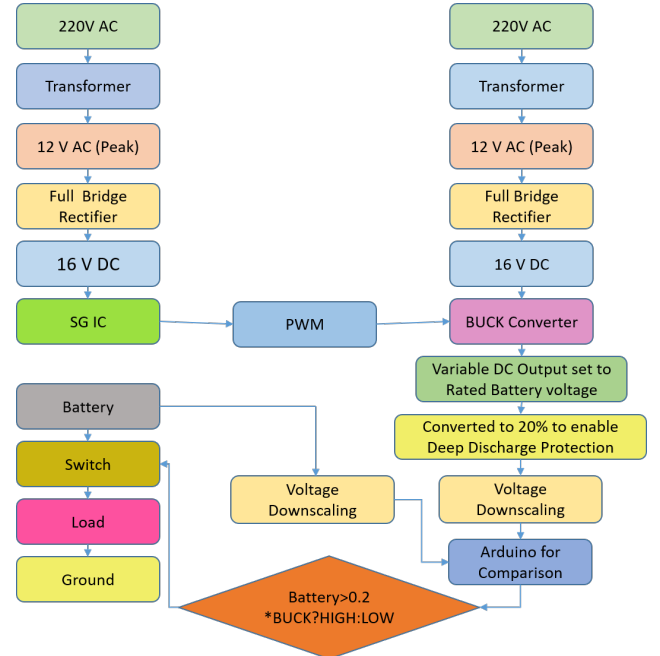 220V AC
Transformer
12 V AC (Peak)
Full Bridge
Rectifier
16 V DC
SG IC
PWM
220V AC
Transformer
12 V AC (Peak)
Full Bridge
Rectifier
16 V DC
BUCK Converter
Variable DC Output set to
Rated Battery voltage
Converted to 20% to enable
Deep Discharge Protection
Voltage
Downscaling
Arduino for
Comparison
Battery
Switch
Load
Ground
Voltage
Downscaling
Battery>0.2
*BUCK?HIGH:LOW